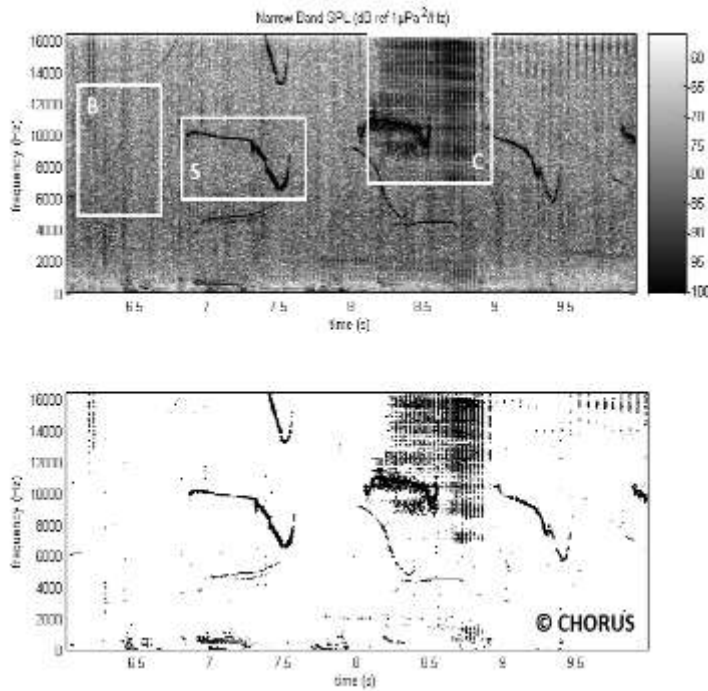 Narrow Band SPL (dB ref 1µPa²/Hz)
16000
14000
12000
10000
8000
6000
4000
2000
0
frequency (Hz)
B
S
C
6.5 7 7.5 8 8.5 9 9.5
time (s)
60
65
70
75
80
85
90
95
100
16000
14000
12000
10000
8000
6000
4000
2000
0
frequency (Hz)
© CHORUS
6.5 7 7.5 8 8.5 9 9.5
time (s)